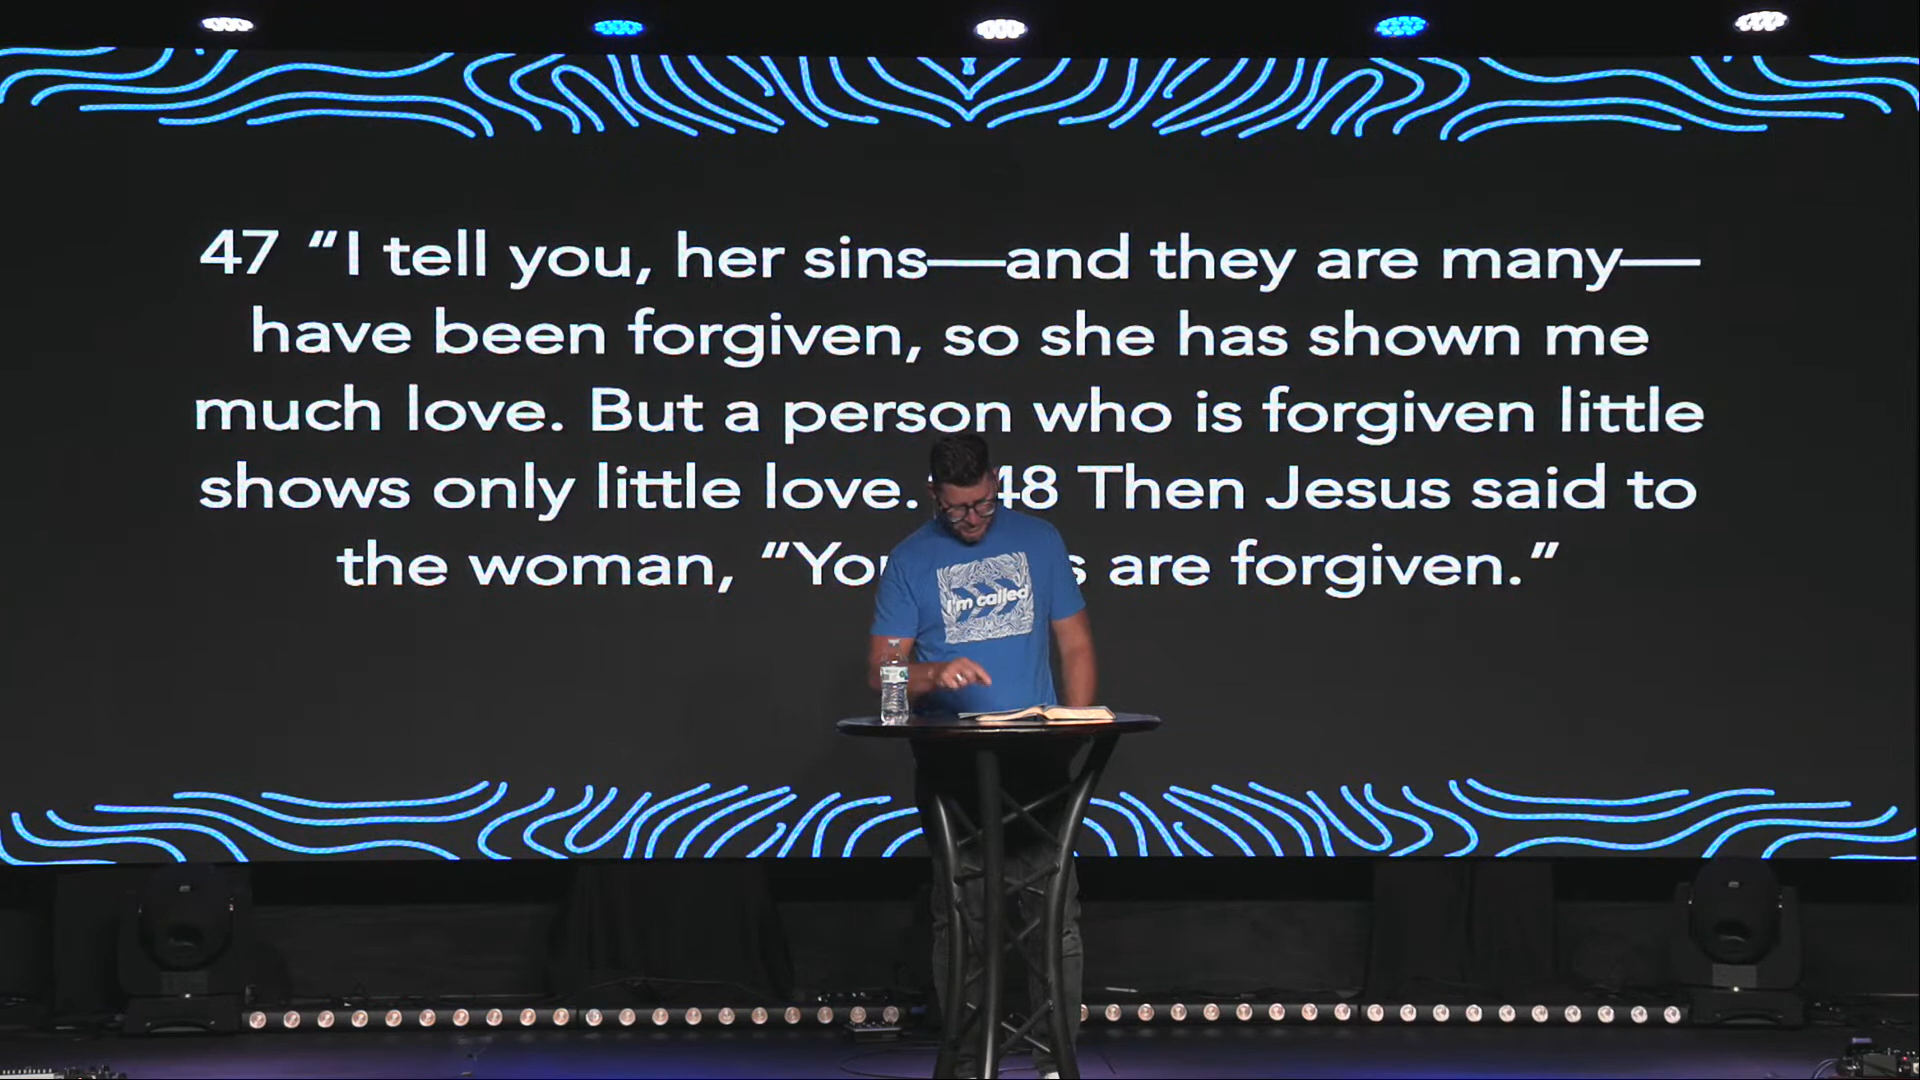 47 “I tell you, her sins—and they are many—
have been forgiven, so she has shown me
much love. But a person who is forgiven little
shows only little love. 48 Then Jesus said to
the woman, “You s are forgiven.”
I'm called